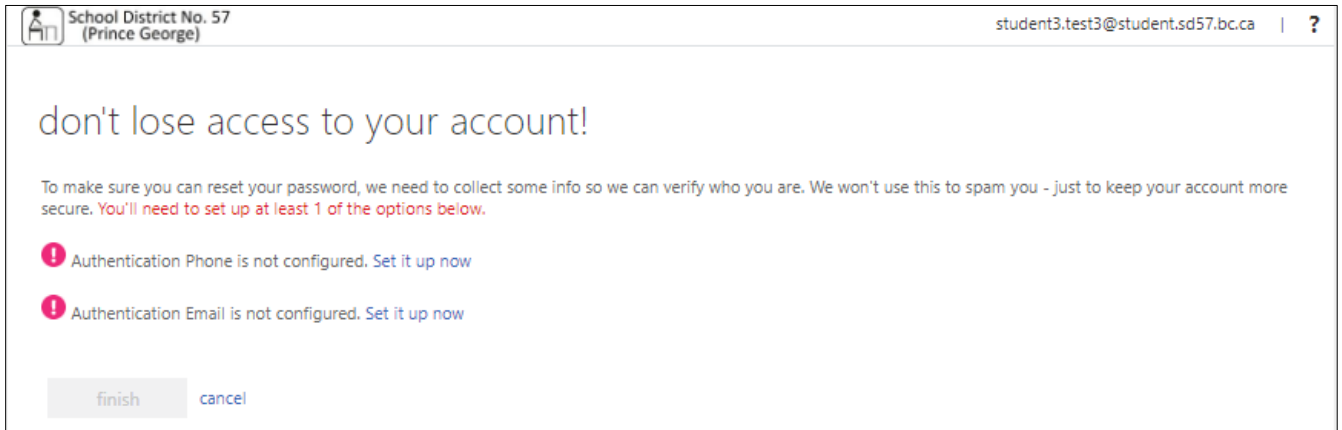 School District No. 57
(Prince George)
student3.test3@student.sd57.bc.ca | ?
don't lose access to your account!
To make sure you can reset your password, we need to collect some info so we can verify who you are. We won't use this to spam you - just to keep your account more
secure. You'll need to set up at least 1 of the options below.
! Authentication Phone is not configured. Set it up now
! Authentication Email is not configured. Set it up now
finish cancel